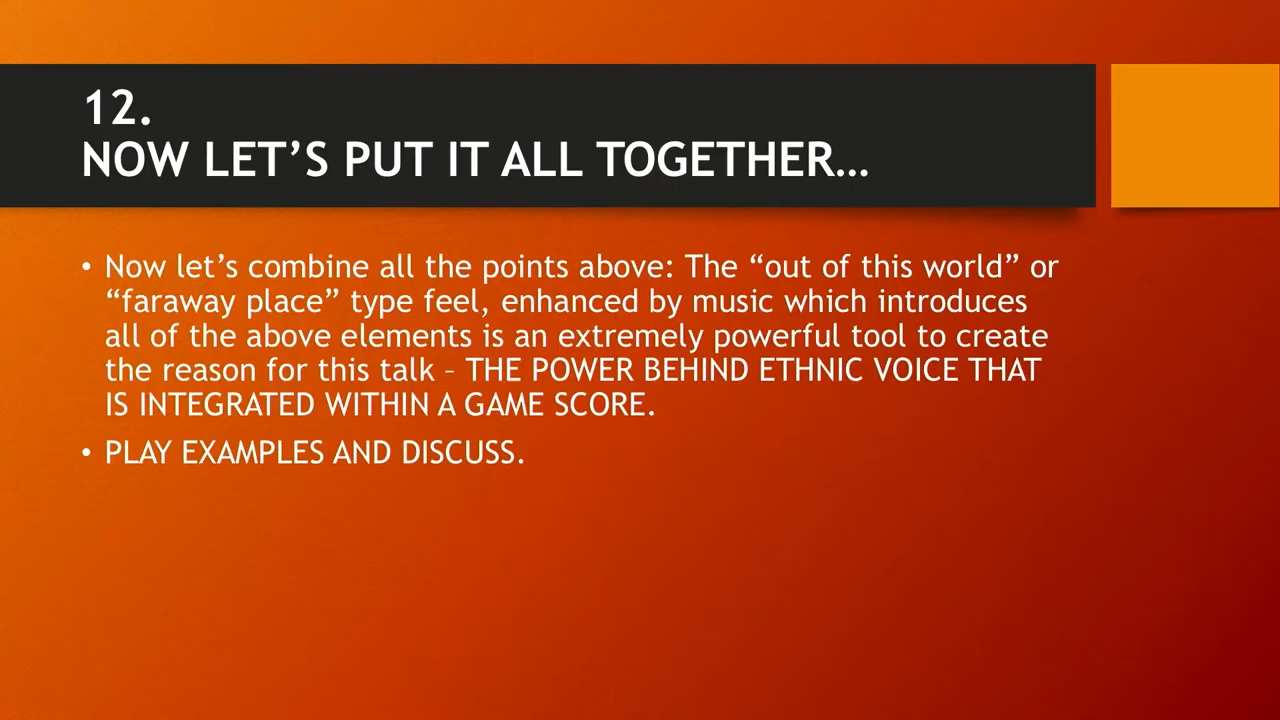 12.
NOW LET’S PUT IT ALL TOGETHER…
• Now let’s combine all the points above: The “out of this world” or
“faraway place” type feel, enhanced by music which introduces
all of the above elements is an extremely powerful tool to create
the reason for this talk – THE POWER BEHIND ETHNIC VOICE THAT
IS INTEGRATED WITHIN A GAME SCORE.
• PLAY EXAMPLES AND DISCUSS.